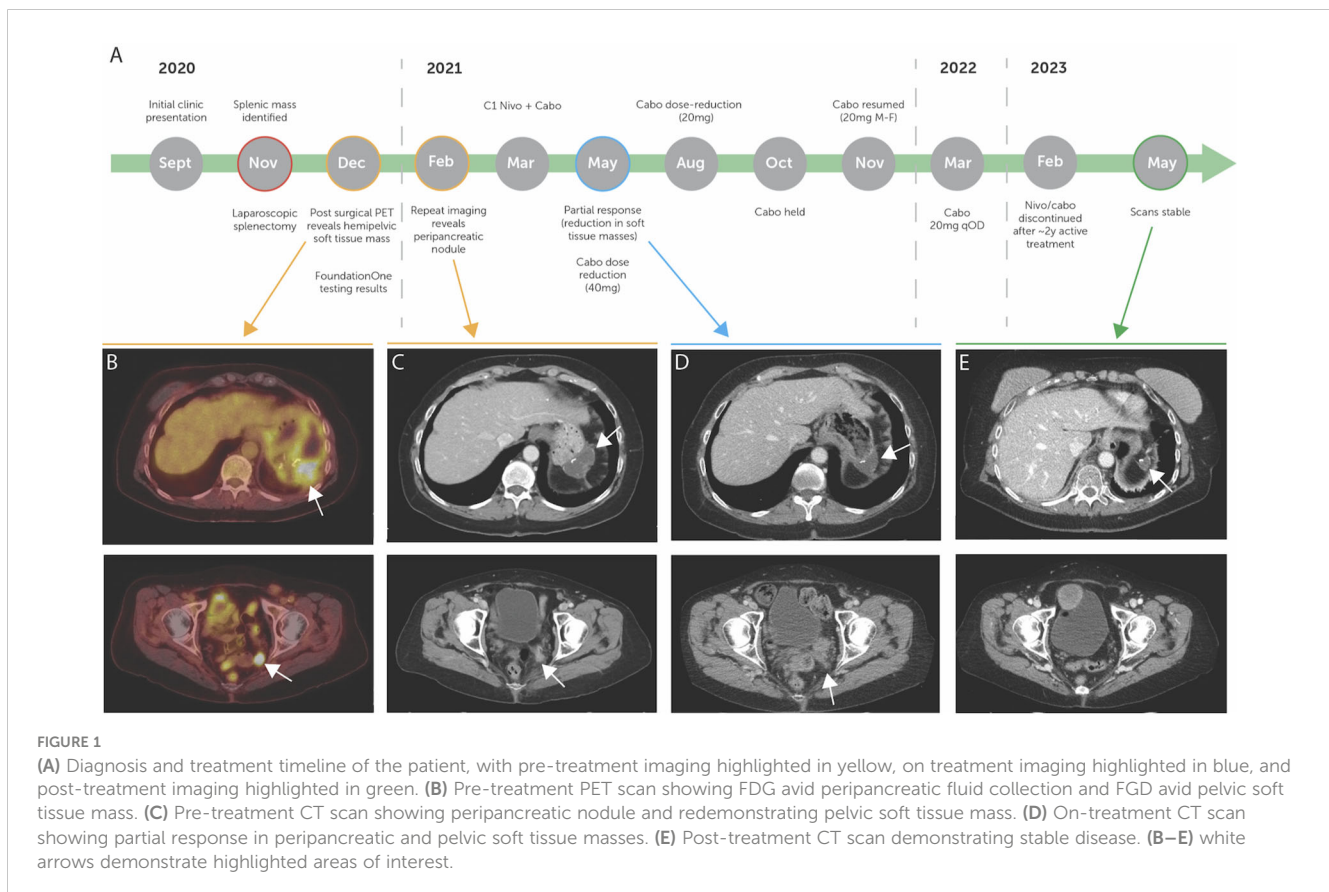 A
2020
2021
2022
2023
Initial clinic
presentation
Splenic mass
identified
C1 Nivo + Cabo
Cabo dose-reduction
(20mg)
Cabo resumed
(20mg M-F)
Sept
Nov
Dec
Feb
Mar
May
Aug
Oct
Nov
Mar
Feb
May
Laparoscopic
splenectomy
Post surgical PET
reveals hemipelvic
soft tissue mass
FoundationOne
testing results
Repeat imaging
reveals
peripancreatic
nodule
Partial response
(reduction in soft
tissue masses)
Cabo dose
reduction
(40mg)
Cabo held
Cabo
20mg qOD
Nivo/cabo
discontinued
after ~2y active
treatment
Scans stable
B
C
D
E
FIGURE 1
(A) Diagnosis and treatment timeline of the patient, with pre-treatment imaging highlighted in yellow, on treatment imaging highlighted in blue, and
post-treatment imaging highlighted in green. (B) Pre-treatment PET scan showing FDG avid peripancreatic fluid collection and FGD avid pelvic soft
tissue mass. (C) Pre-treatment CT scan showing peripancreatic nodule and redemonstrating pelvic soft tissue mass. (D) On-treatment CT scan
showing partial response in peripancreatic and pelvic soft tissue masses. (E) Post-treatment CT scan demonstrating stable disease. (B–E) white
arrows demonstrate highlighted areas of interest.